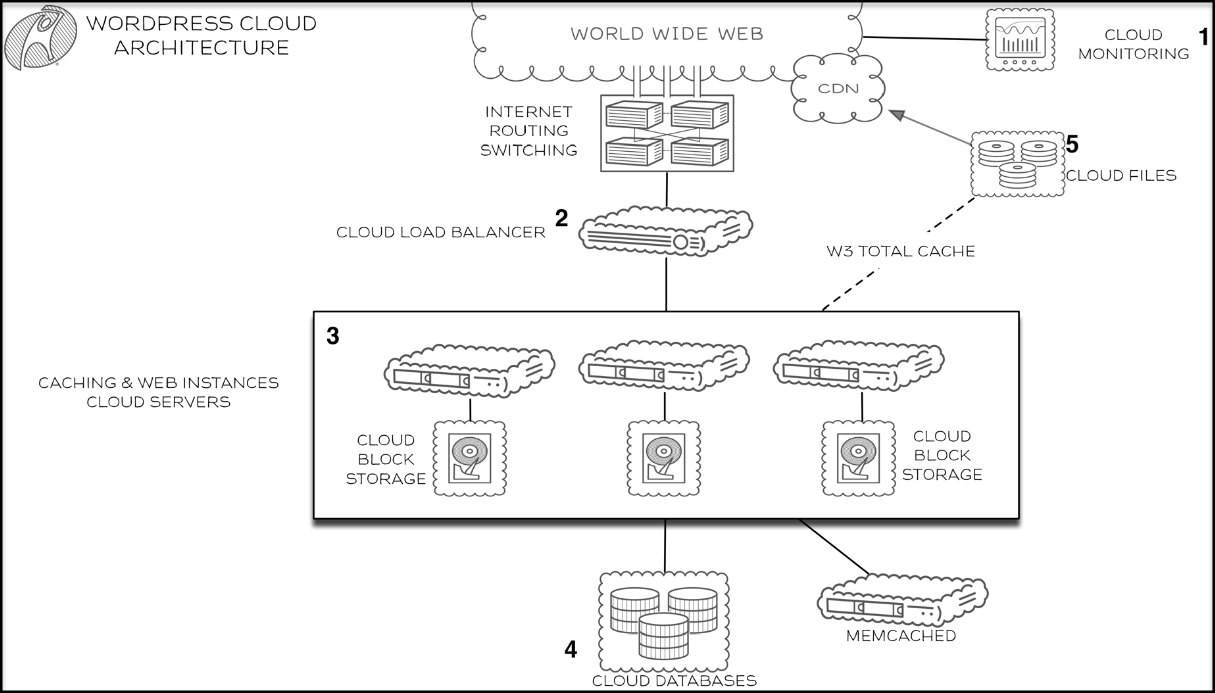 WORDPRESS CLOUD
ARCHITECTURE
WORLD WIDE WEB
CLOUD
MONITORING
1
CDN
INTERNET
ROUTING
SWITCHING
5
CLOUD FILES
2
CLOUD LOAD BALANCER
W3 TOTAL CACHE
3
CACHING & WEB INSTANCES
CLOUD SERVERS
CLOUD
BLOCK
STORAGE
CLOUD
BLOCK
STORAGE
4
CLOUD DATABASES
MEMCACHED